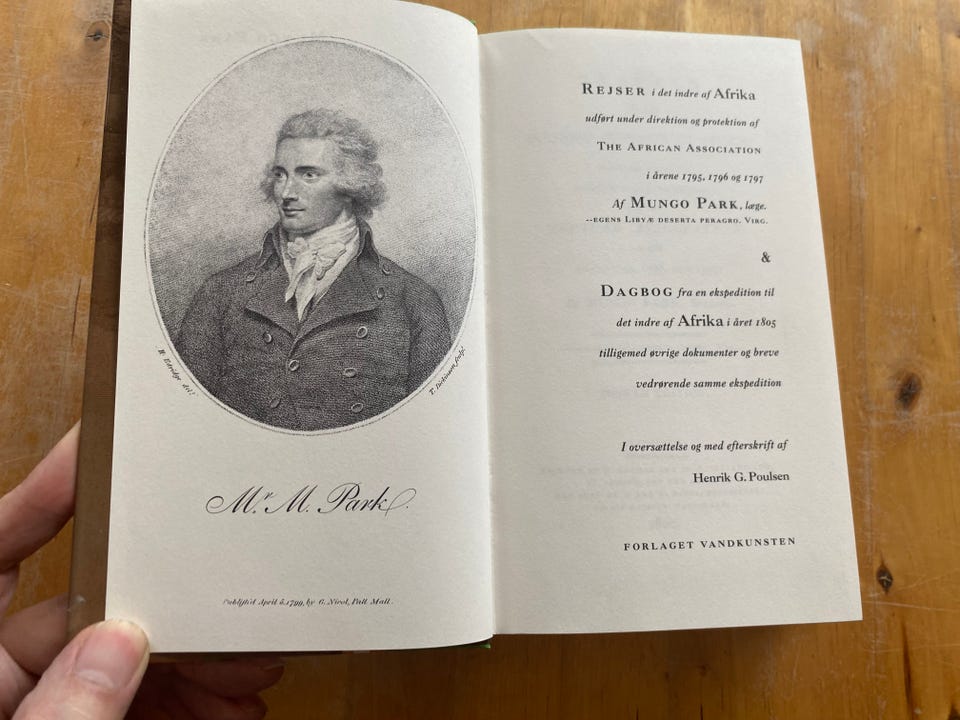 H. Edridge delt.
T. Dickinson sculpt.
Mr. M. Park.
Publish'd April 5, 1799, by G. Nicol, Pall Mall.
REJSER i det indre af Afrika
udført under direktion og protektion af
THE AFRICAN ASSOCIATION
i årene 1795, 1796 og 1797
Af MUNGO PARK, læge.
--EGENS LIBYÆ DESERTA PERAGRO. VIRG.
&
DAGBOG fra en ekspedition til
det indre af Afrika i året 1805
tilligemed øvrige dokumenter og breve
vedrørende samme ekspedition
I oversættelse og med efterskrift af
Henrik G. Poulsen
FORLAGET VANDKUNSTEN